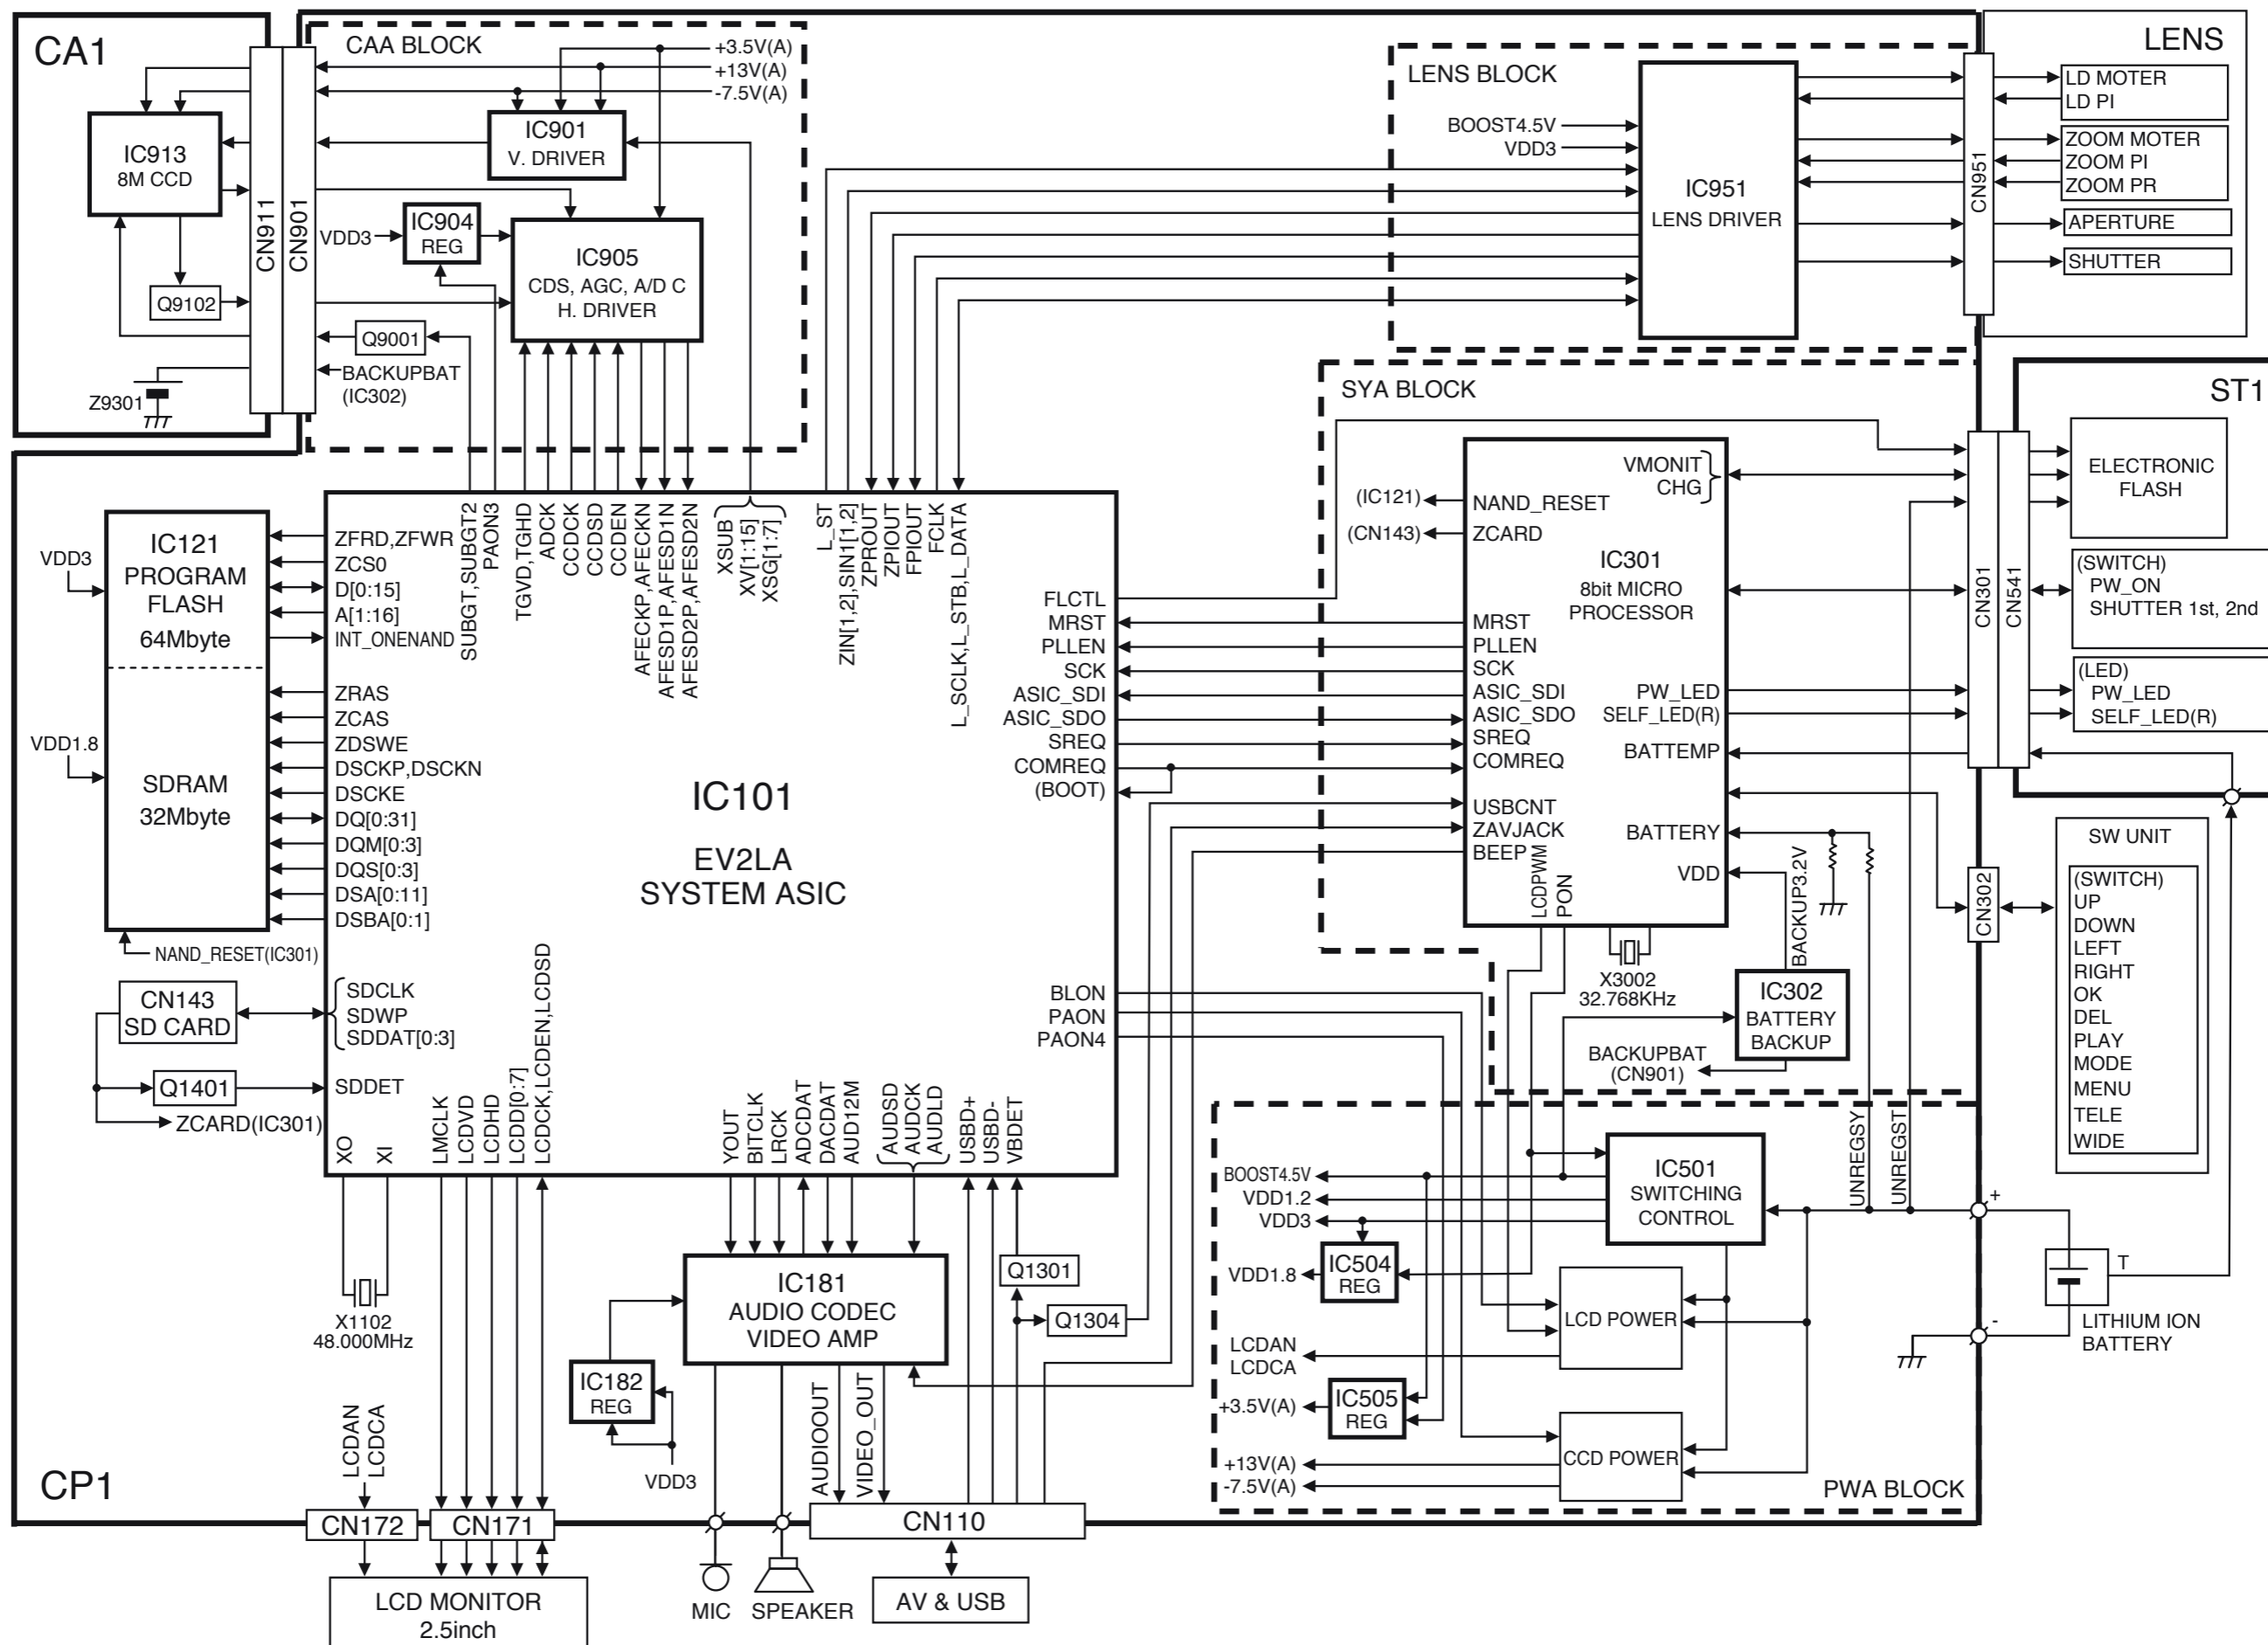 CA1
CAA BLOCK
+3.5V(A)
+13V(A)
-7.5V(A)
IC913
8M CCD
Q9102
Z9301
CN911
CN901
IC901
V. DRIVER
VDD3
IC904
REG
IC905
CDS, AGC, A/D C
H. DRIVER
Q9001
BACKUPBAT
(IC302)
LENS BLOCK
BOOST4.5V
VDD3
IC951
LENS DRIVER
CN951
LENS
LD MOTER
LD PI
ZOOM MOTER
ZOOM PI
ZOOM PR
APERTURE
SHUTTER
SYA BLOCK
ST1
ELECTRONIC
FLASH
(SWITCH)
PW_ON
SHUTTER 1st, 2nd
(LED)
PW_LED
SELF_LED(R)
CN301
CN541
(IC121)
(CN143)
VMONIT
CHG
NAND_RESET
ZCARD
IC301
8bit MICRO
PROCESSOR
MRST
PLLEN
SCK
ASIC_SDI
ASIC_SDO
SREQ
COMREQ
USBCNT
ZAVJACK
BEEP
PW_LED
SELF_LED(R)
BATTEMP
BATTERY
VDD
LCDPWM
PON
X3002
32.768KHz
BACKUP3.2V
IC302
BATTERY
BACKUP
BACKUPBAT
(CN901)
CN302
SW UNIT
(SWITCH)
UP
DOWN
LEFT
RIGHT
OK
DEL
PLAY
MODE
MENU
TELE
WIDE
VDD3
VDD1.8
IC121
PROGRAM
FLASH
64Mbyte
SDRAM
32Mbyte
NAND_RESET(IC301)
CN143
SD CARD
Q1401
ZCARD(IC301)
ZFRD,ZFWR
ZCS0
D[0:15]
A[1:16]
INT_ONENAND
ZRAS
ZCAS
ZDSWE
DSCKP,DSCKN
DSCKE
DQ[0:31]
DQM[0:3]
DQS[0:3]
DSA[0:11]
DSBA[0:1]
SDCLK
SDWP
SDDAT[0:3]
SDDET
SUBGT,SUBGT2
PAON3
TGVD,TGHD
ADCK
CCDCK
CCDSD
CCDEN
AFECKP,AFECKN
AFESD1P,AFESD1N
AFESD2P,AFESD2N
XSUB
XV[1:15]
XSG[1:7]
L_ST
ZIN[1,2],SIN1[1,2]
ZPROUT
ZPIOUT
FPIOUT
FCLK
L_SCLK,L_STB,L_DATA
FLCTL
MRST
PLLEN
SCK
ASIC_SDI
ASIC_SDO
SREQ
COMREQ
(BOOT)
IC101
EV2LA
SYSTEM ASIC
BLON
PAON
PAON4
XO
XI
LMCLK
LCDVD
LCDHD
LCDD[0:7]
LCDCK,LCDEN,LCDSD
YOUT
BITCLK
LRCK
ADCDAT
DACDAT
AUD12M
AUDSD
AUDCK
AUDLD
USBD+
USBD-
VBDET
X1102
48.000MHz
IC181
AUDIO CODEC
VIDEO AMP
IC182
REG
VDD3
Q1301
Q1304
AUDIOOUT
VIDEO_OUT
LCDAN
LCDCA
CP1
CN172
CN171
CN110
LCD MONITOR
2.5inch
MIC
SPEAKER
AV & USB
BOOST4.5V
VDD1.2
VDD3
VDD1.8
IC504
REG
IC501
SWITCHING
CONTROL
UNREGSY
UNREGST
LCD POWER
LCDAN
LCDCA
IC505
REG
+3.5V(A)
CCD POWER
+13V(A)
-7.5V(A)
PWA BLOCK
+
-
T
LITHIUM ION
BATTERY